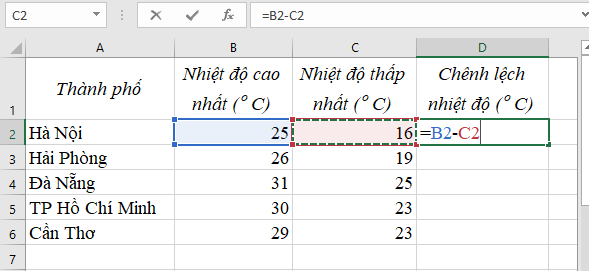 C2 fx =B2-C2
A B C D
1 Thành phố Nhiệt độ cao nhất (° C) Nhiệt độ thấp nhất (° C) Chênh lệch nhiệt độ (° C)
2 Hà Nội 25 16 =B2-C2
3 Hải Phòng 26 19
4 Đà Nẵng 31 25
5 TP Hồ Chí Minh 30 23
6 Cần Thơ 29 23
7